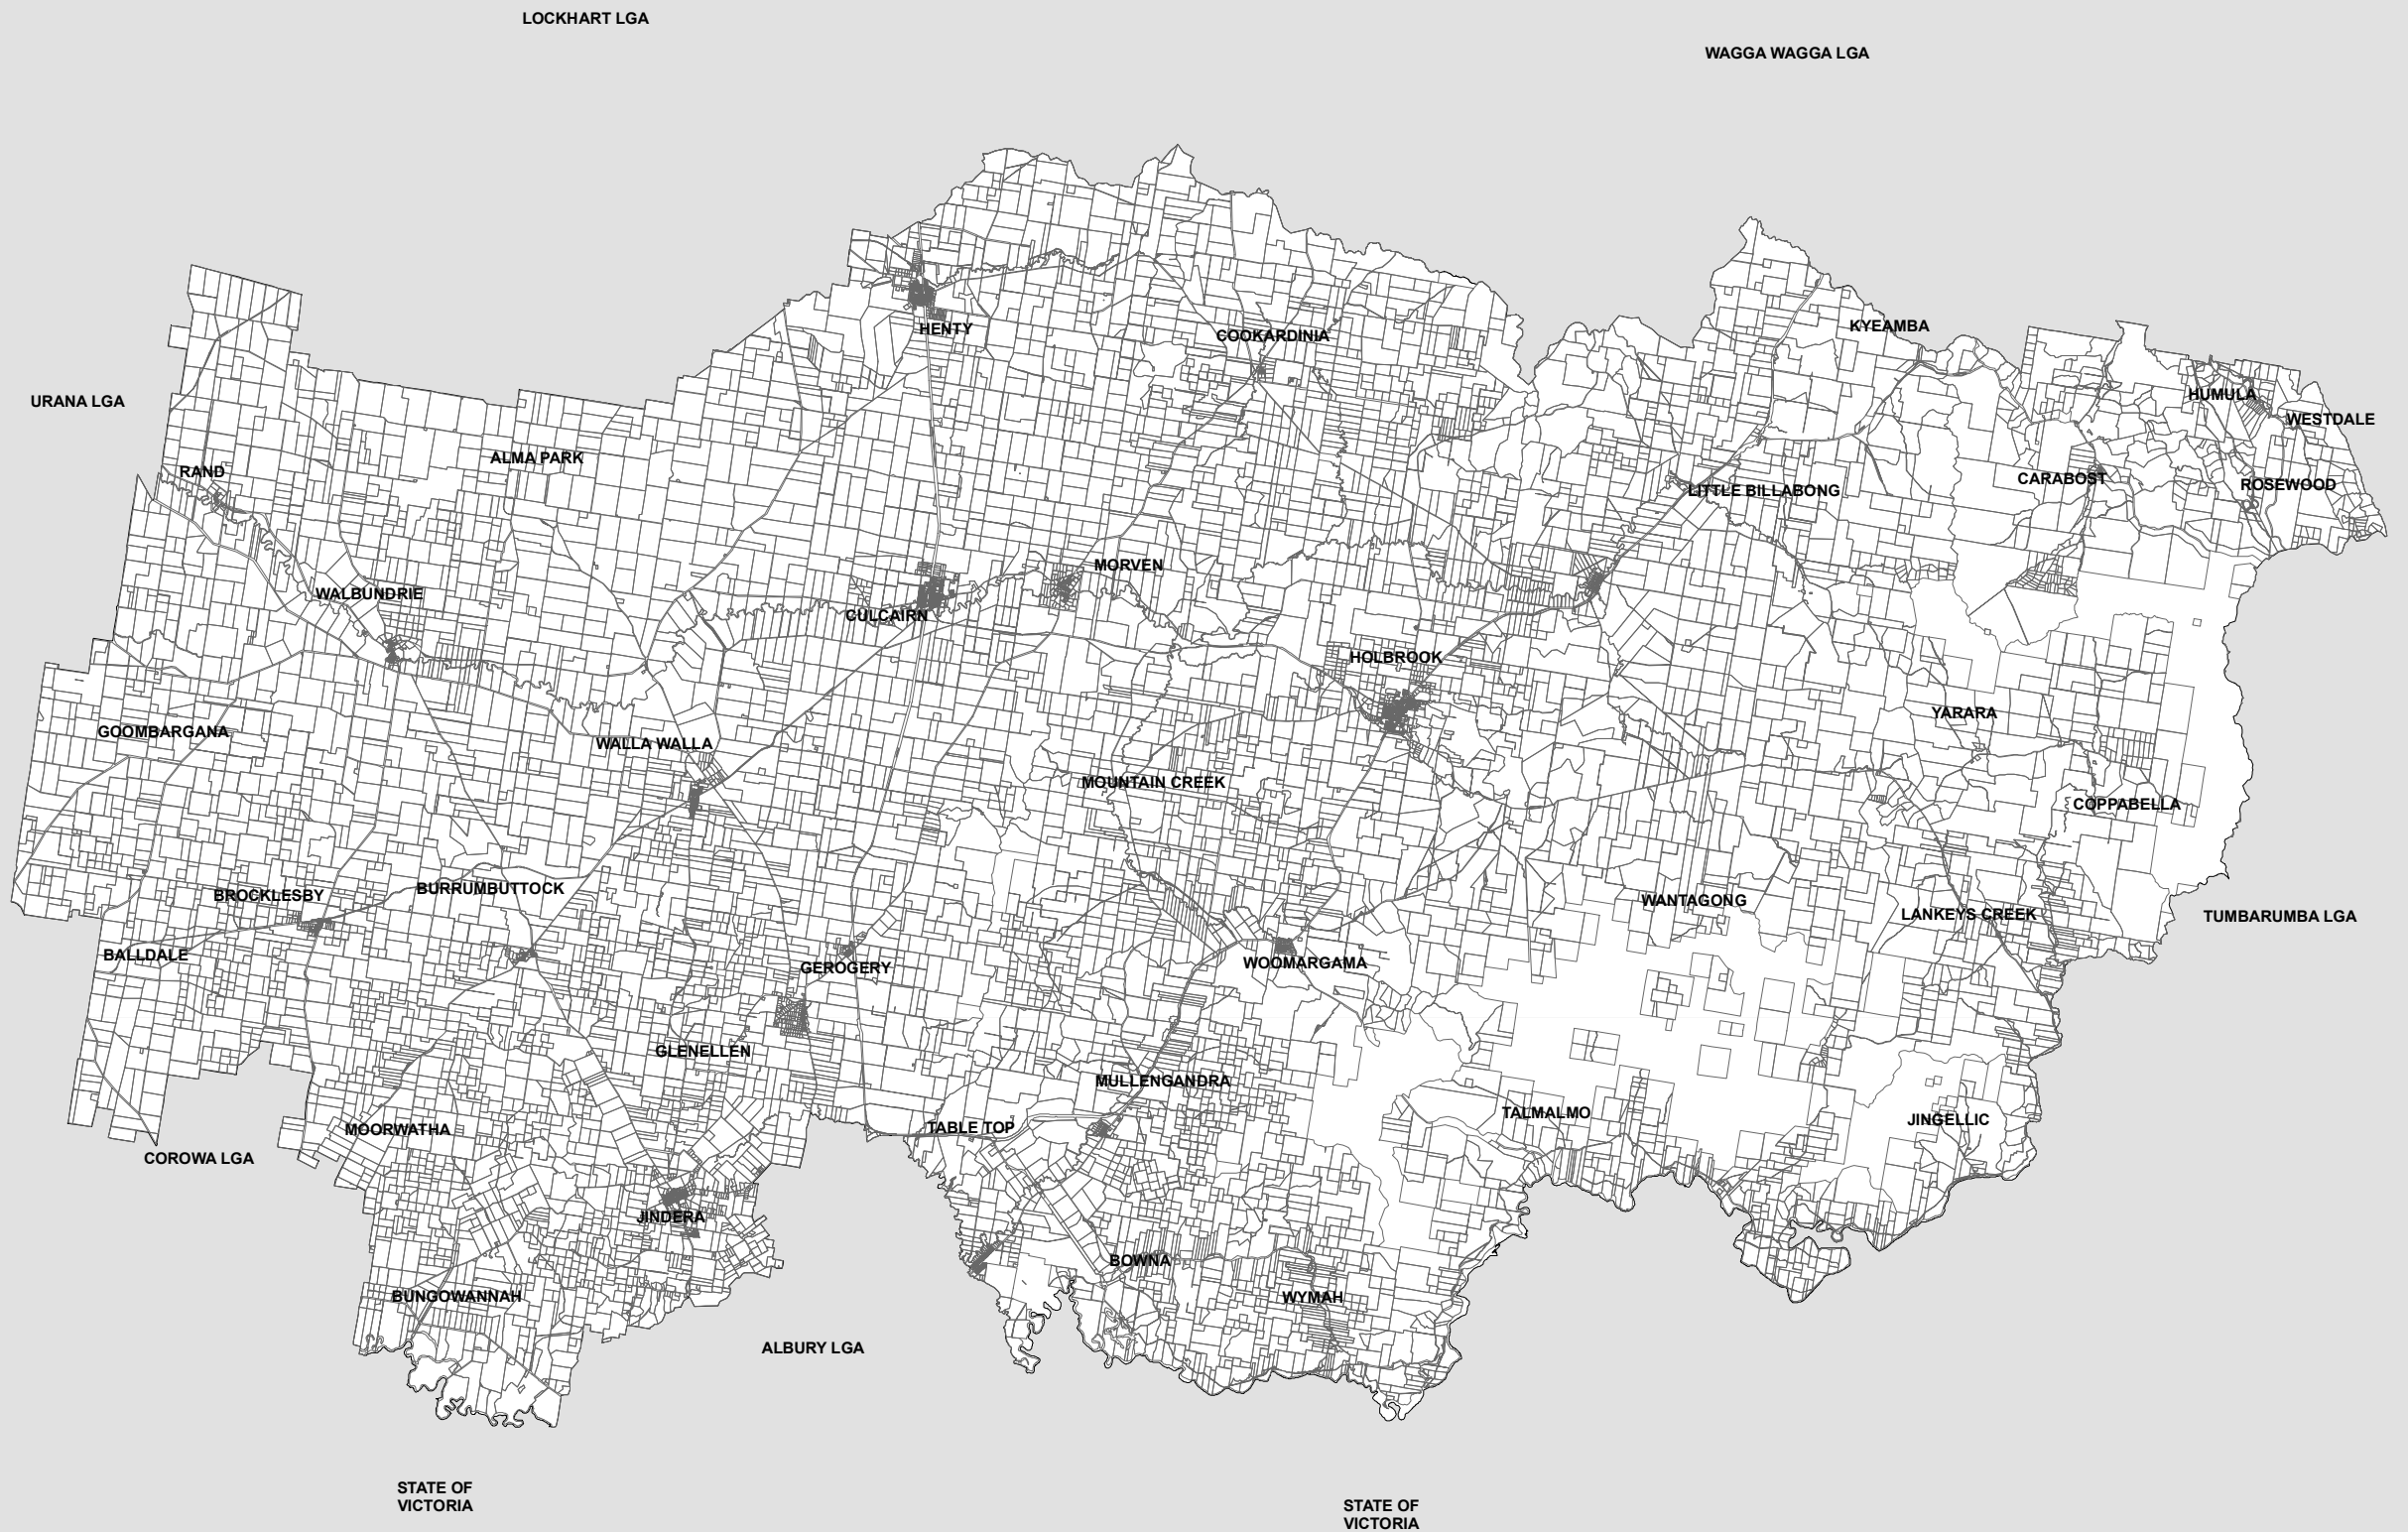 LOCKHART LGA
WAGGA WAGGA LGA
KYEAMBA
HENTY
COOKARDINIA
HUMULA
URANA LGA
WESTDALE
ALMA PARK
RAND
CARABOST
ROSEWOOD
LITTLE BILLABONG
MORVEN
WALBUNDRIE
CULCAIRN
HOLBROOK
YARARA
GOOMBARGANA
WALLA WALLA
MOUNTAIN CREEK
COPPABELLA
BURRUMBUTTOCK
BROCKLESBY
WANTAGONG
LANKEYS CREEK
TUMBARUMBA LGA
BALLDALE
WOOMARGAMA
GEROGERY
GLENELLEN
MULLENGANDRA
TALMALMO
JINGELLIC
TABLE TOP
MOORWATHA
COROWA LGA
JINDERA
BOWNA
BUNGOWANNAH
WYMAH
ALBURY LGA
STATE OF
VICTORIA
STATE OF
VICTORIA